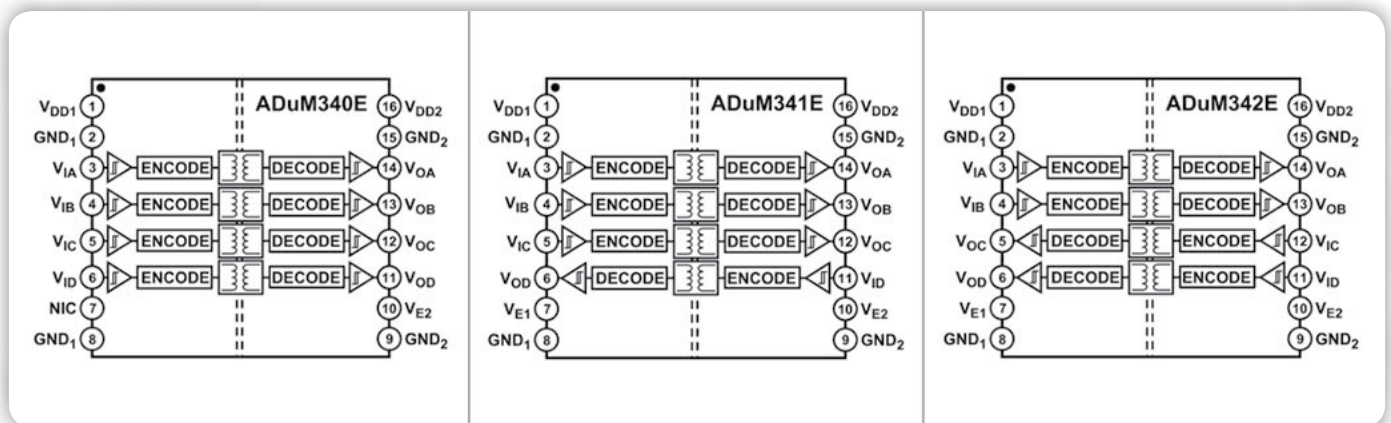 ADuM340E
VDD1 1 16 VDD2
GND1 2 15 GND2
VIA 3 ENCODE DECODE 14 VOA
VIB 4 ENCODE DECODE 13 VOB
VIC 5 ENCODE DECODE 12 VOC
VID 6 ENCODE DECODE 11 VOD
NIC 7 10 VE2
GND1 8 9 GND2
ADuM341E
VDD1 1 16 VDD2
GND1 2 15 GND2
VIA 3 ENCODE DECODE 14 VOA
VIB 4 ENCODE DECODE 13 VOB
VIC 5 ENCODE DECODE 12 VOC
VOD 6 DECODE ENCODE 11 VID
VE1 7 10 VE2
GND1 8 9 GND2
ADuM342E
VDD1 1 16 VDD2
GND1 2 15 GND2
VIA 3 ENCODE DECODE 14 VOA
VIB 4 ENCODE DECODE 13 VOB
VOC 5 DECODE ENCODE 12 VIC
VOD 6 DECODE ENCODE 11 VID
VE1 7 10 VE2
GND1 8 9 GND2